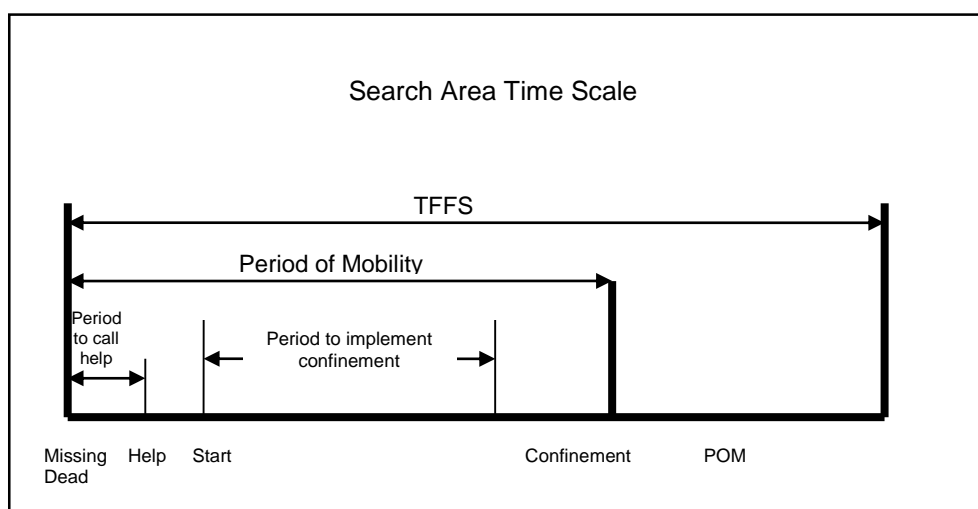 Search Area Time Scale
TFFS
Period of Mobility
Period
to call
help
Period to implement
confinement
Missing Help Start Confinement POM
Dead